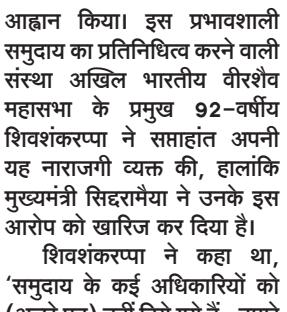 आह्वान किया। इस प्रभावशाली
समुदाय का प्रतिनिधित्व करने वाली
संस्था अखिल भारतीय वीरशैव
महासभा के प्रमुख 92-वर्षीय
शिवशंकरप्पा ने सप्ताहांत अपनी
यह नाराजगी व्यक्त की, हालांकि
मुख्यमंत्री सिद्दरामैया ने उनके इस
आरोप को खारिज कर दिया है।
शिवशंकरप्पा ने कहा था,
‘समुदाय के कई अधिकारियों को